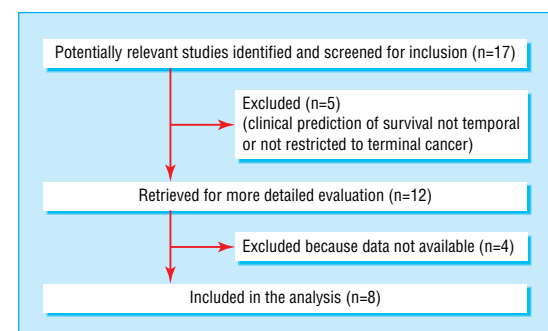 Potentially relevant studies identified and screened for inclusion (n=17)
Excluded (n=5)
(clinical prediction of survival not temporal
or not restricted to terminal cancer)
Retrieved for more detailed evaluation (n=12)
Excluded because data not available (n=4)
Included in the analysis (n=8)